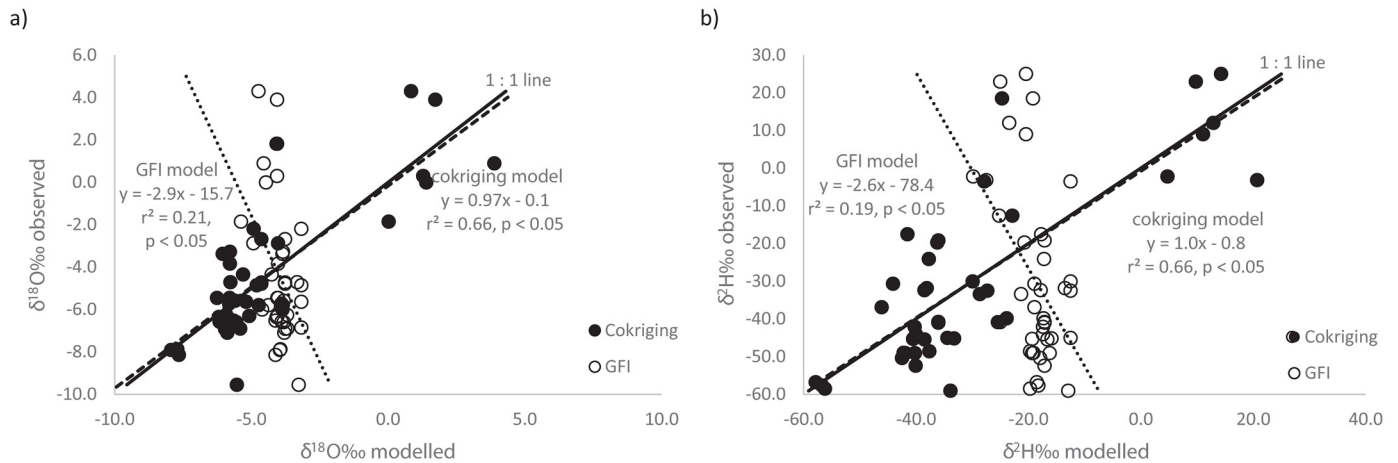 a)
6.0
4.0
2.0
0.0
-2.0
-4.0
-6.0
-8.0
-10.0
-10.0
-5.0
0.0
5.0
10.0
δ¹⁸O‰ observed
δ¹⁸O‰ modelled
1 : 1 line
GFI model
y = -2.9x - 15.7
r² = 0.21,
p < 0.05
cokriging model
y = 0.97x - 0.1
r² = 0.66, p < 0.05
Cokriging
GFI
b)
30.0
20.0
10.0
0.0
-10.0
-20.0
-30.0
-40.0
-50.0
-60.0
-60.0
-40.0
-20.0
0.0
20.0
40.0
δ²H‰ observed
δ²H‰ modelled
1 : 1 line
GFI model
y = -2.6x - 78.4
r² = 0.19, p < 0.05
cokriging model
y = 1.0x - 0.8
r² = 0.66, p < 0.05
Cokriging
GFI